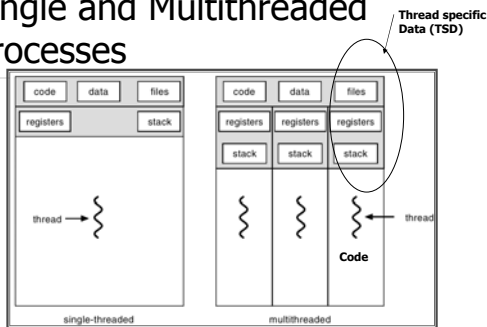 ngle and Multithreaded
rocesses
Thread specific
Data (TSD)
code data files
registers stack
thread
single-threaded
code data files
registers registers registers
stack stack stack
thread
Code
multithreaded